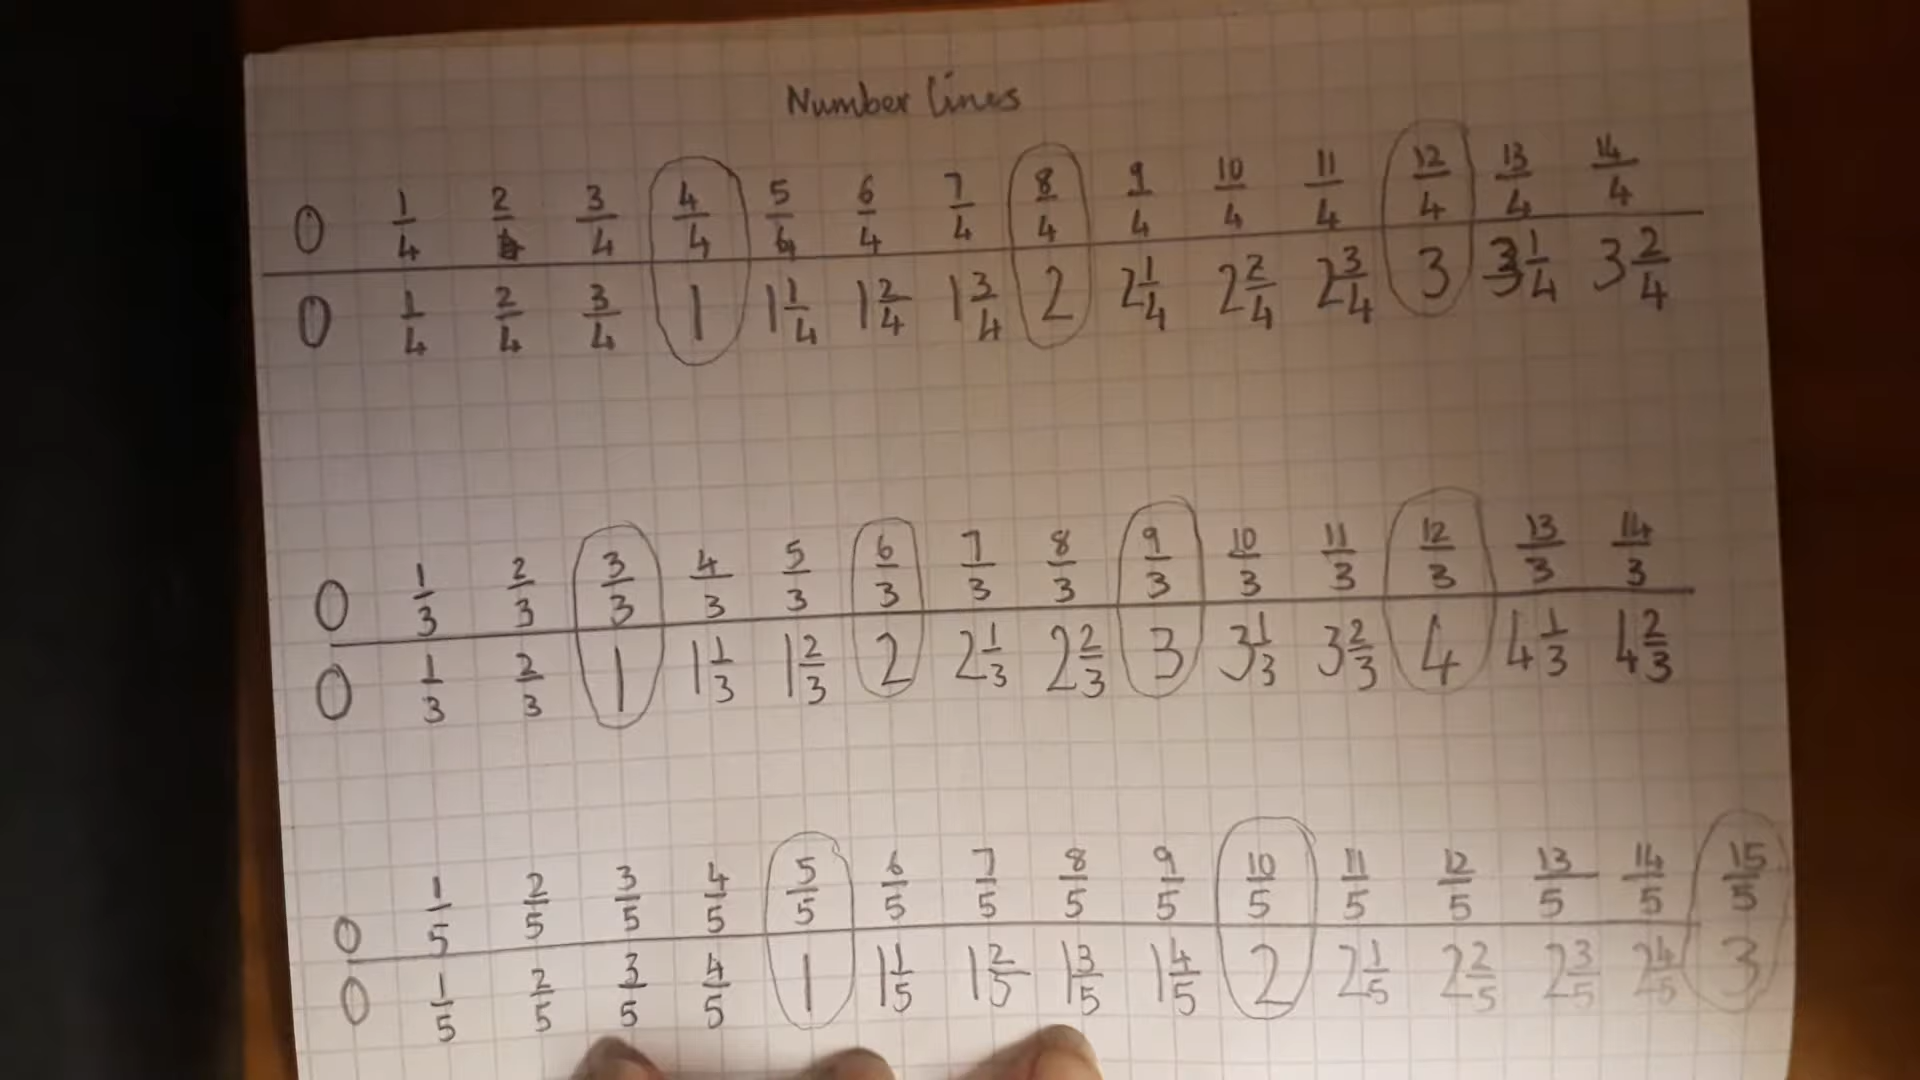 Number lines
0 1/4 2/4 3/4 4/4 5/4 6/4 7/4 8/4 9/4 10/4 11/4 12/4 13/4 14/4
0 1/4 2/4 3/4 1 1 1/4 1 2/4 1 3/4 2 2 1/4 2 2/4 2 3/4 3 3 1/4 3 2/4
0 1/3 2/3 3/3 4/3 5/3 6/3 7/3 8/3 9/3 10/3 11/3 12/3 13/3 14/3
0 1/3 2/3 1 1 1/3 1 2/3 2 2 1/3 2 2/3 3 3 1/3 3 2/3 4 4 1/3 4 2/3
0 1/5 2/5 3/5 4/5 5/5 6/5 7/5 8/5 9/5 10/5 11/5 12/5 13/5 14/5 15/5
0 1/5 2/5 3/5 4/5 1 1 1/5 1 2/5 1 3/5 1 4/5 2 2 1/5 2 2/5 2 3/5 2 4/5 3